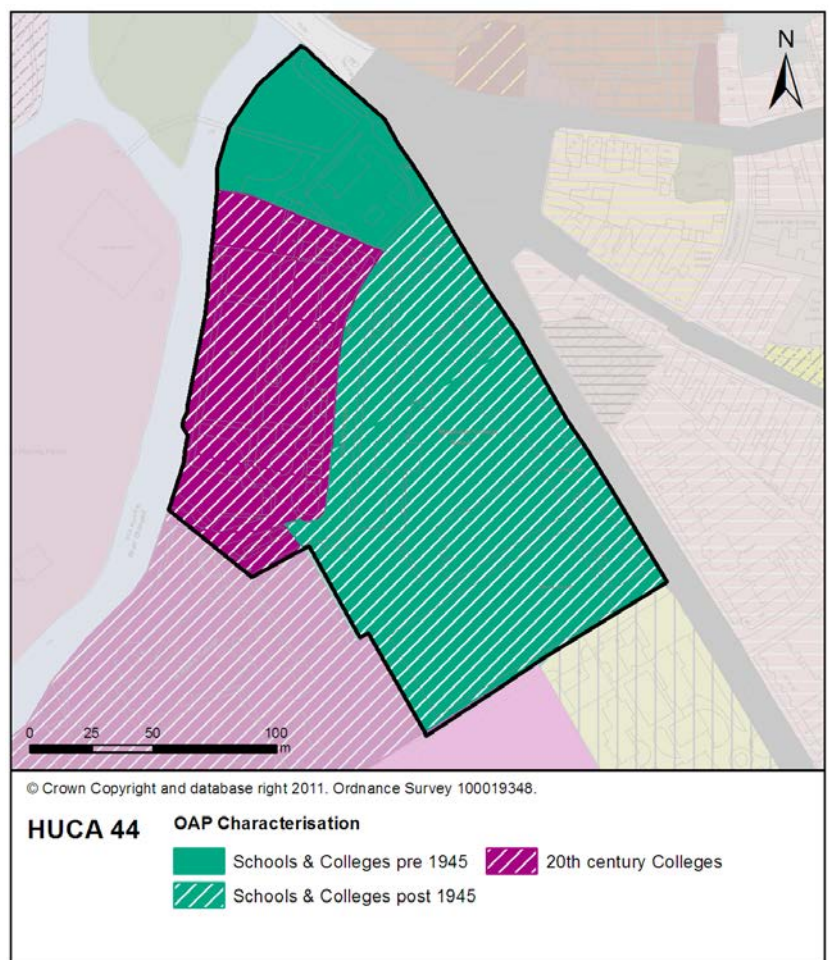 N
0 25 50 100
m
© Crown Copyright and database right 2011. Ordnance Survey 100019348.
HUCA 44
OAP Characterisation
Schools & Colleges pre 1945
20th century Colleges
Schools & Colleges post 1945